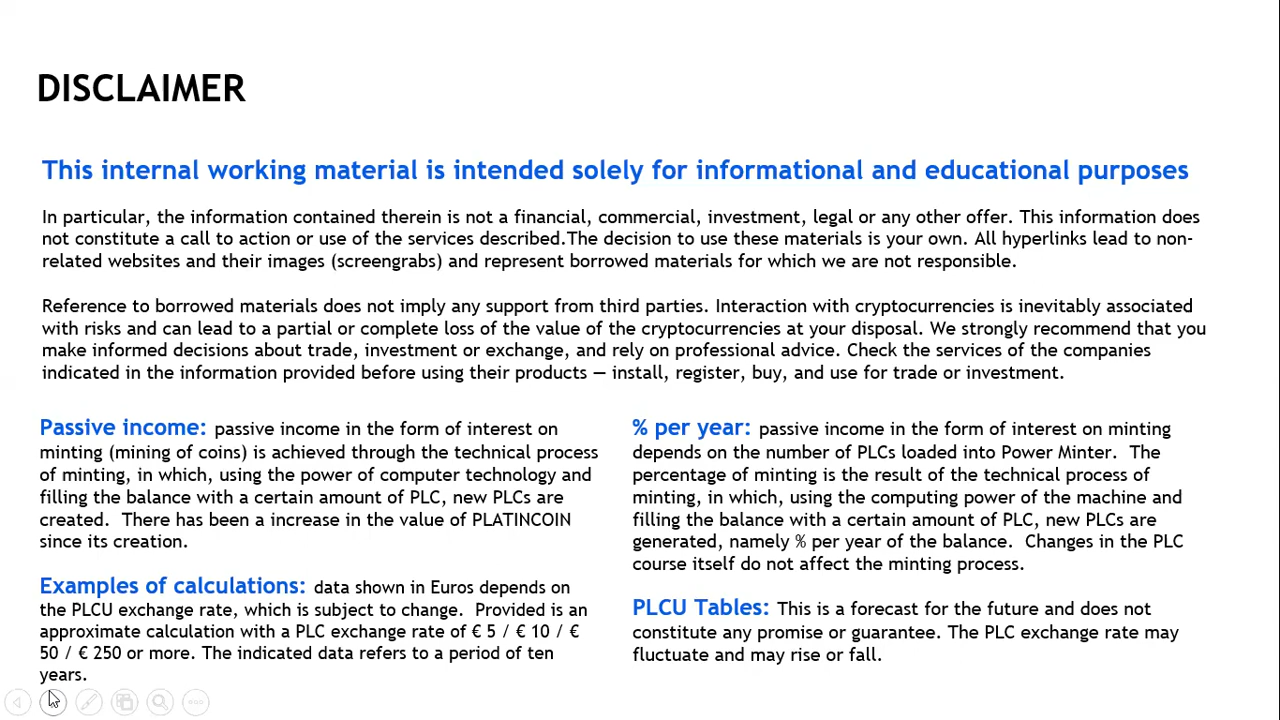 DISCLAIMER
This internal working material is intended solely for informational and educational purposes
In particular, the information contained therein is not a financial, commercial, investment, legal or any other offer. This information does
not constitute a call to action or use of the services described.The decision to use these materials is your own. All hyperlinks lead to non-
related websites and their images (screengrabs) and represent borrowed materials for which we are not responsible.
Reference to borrowed materials does not imply any support from third parties. Interaction with cryptocurrencies is inevitably associated
with risks and can lead to a partial or complete loss of the value of the cryptocurrencies at your disposal. We strongly recommend that you
make informed decisions about trade, investment or exchange, and rely on professional advice. Check the services of the companies
indicated in the information provided before using their products — install, register, buy, and use for trade or investment.
Passive income: passive income in the form of interest on
minting (mining of coins) is achieved through the technical process
of minting, in which, using the power of computer technology and
filling the balance with a certain amount of PLC, new PLCs are
created. There has been a increase in the value of PLATINCOIN
since its creation.
Examples of calculations: data shown in Euros depends on
the PLCU exchange rate, which is subject to change. Provided is an
approximate calculation with a PLC exchange rate of € 5 / € 10 / €
50 / € 250 or more. The indicated data refers to a period of ten
years.
% per year: passive income in the form of interest on minting
depends on the number of PLCs loaded into Power Minter. The
percentage of minting is the result of the technical process of
minting, in which, using the computing power of the machine and
filling the balance with a certain amount of PLC, new PLCs are
generated, namely % per year of the balance. Changes in the PLC
course itself do not affect the minting process.
PLCU Tables: This is a forecast for the future and does not
constitute any promise or guarantee. The PLC exchange rate may
fluctuate and may rise or fall.